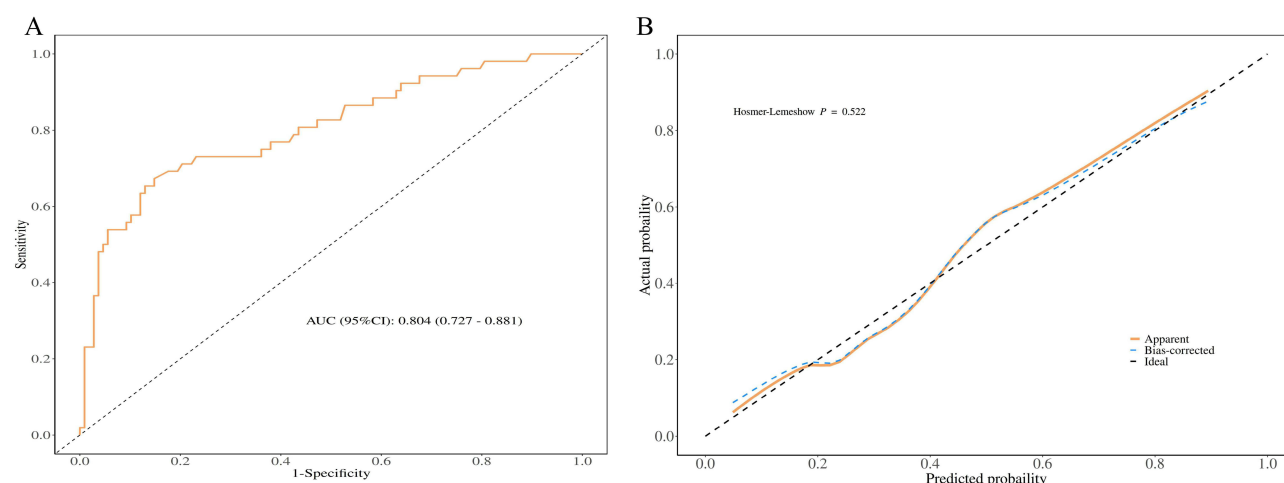 A
1.0
0.8
0.6
0.4
0.2
0.0
Sensitivity
AUC (95%CI): 0.804 (0.727 - 0.881)
0.0 0.2 0.4 0.6 0.8 1.0
1-Specificity
B
1.0
0.8
0.6
0.4
0.2
0.0
Actual probaility
Hosmer-Lemeshow P = 0.522
Apparent
Bias-corrected
Ideal
0.0 0.2 0.4 0.6 0.8 1.0
Predicted probaility